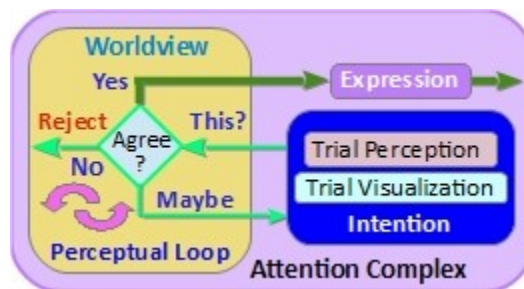 Worldview
Yes
Expression
Reject
This?
Agree
?
Trial Perception
No
Trial Visualization
Maybe
Intention
Perceptual Loop
Attention Complex